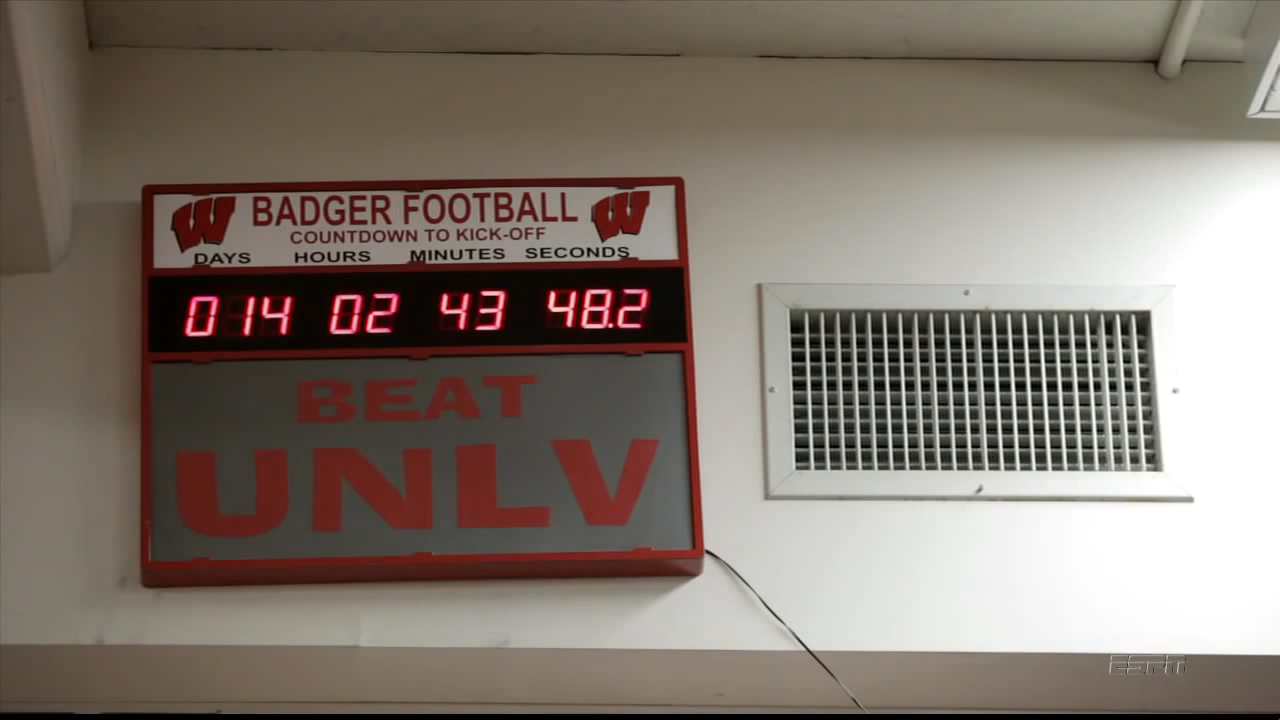 W BADGER FOOTBALL W
COUNTDOWN TO KICK-OFF
DAYS HOURS MINUTES SECONDS
014 02 43 48.2
BEAT
UNLV
ESPN